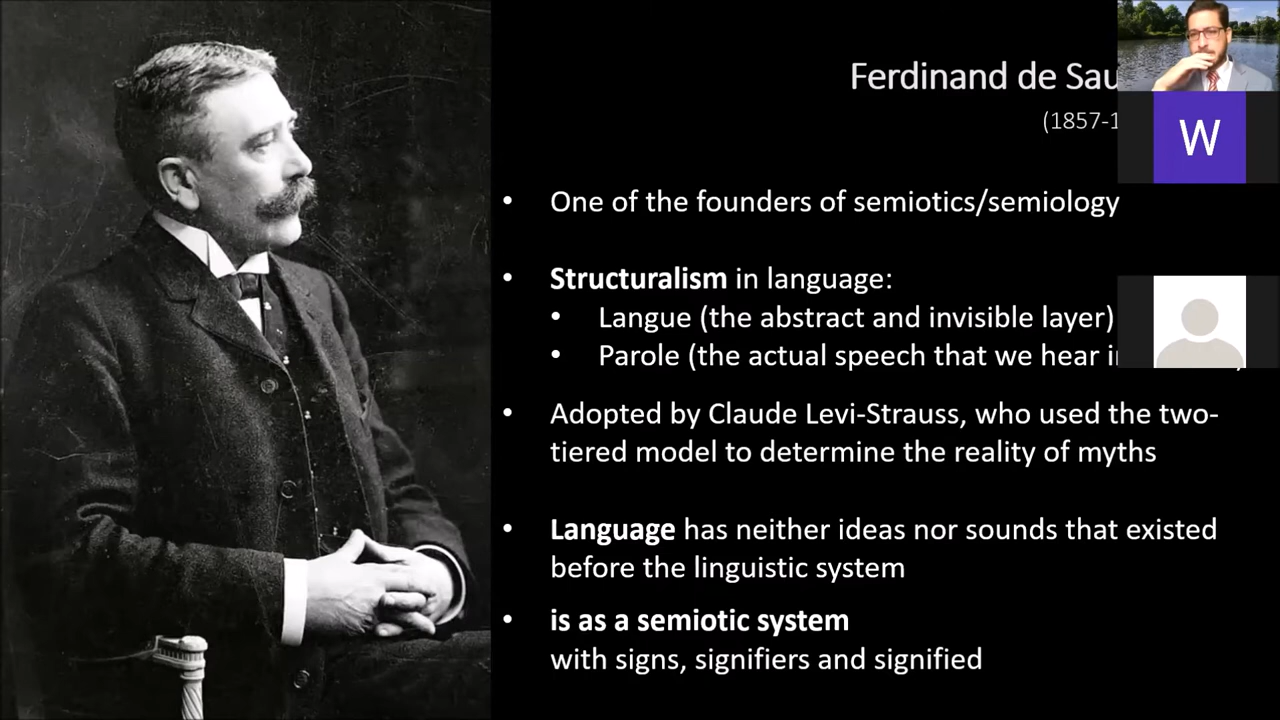 Ferdinand de Sau
(1857-1
W
• One of the founders of semiotics/semiology
• Structuralism in language:
• Langue (the abstract and invisible layer)
• Parole (the actual speech that we hear
• Adopted by Claude Levi-Strauss, who used the two-
tiered model to determine the reality of myths
• Language has neither ideas nor sounds that existed
before the linguistic system
• is as a semiotic system
with signs, signifiers and signified